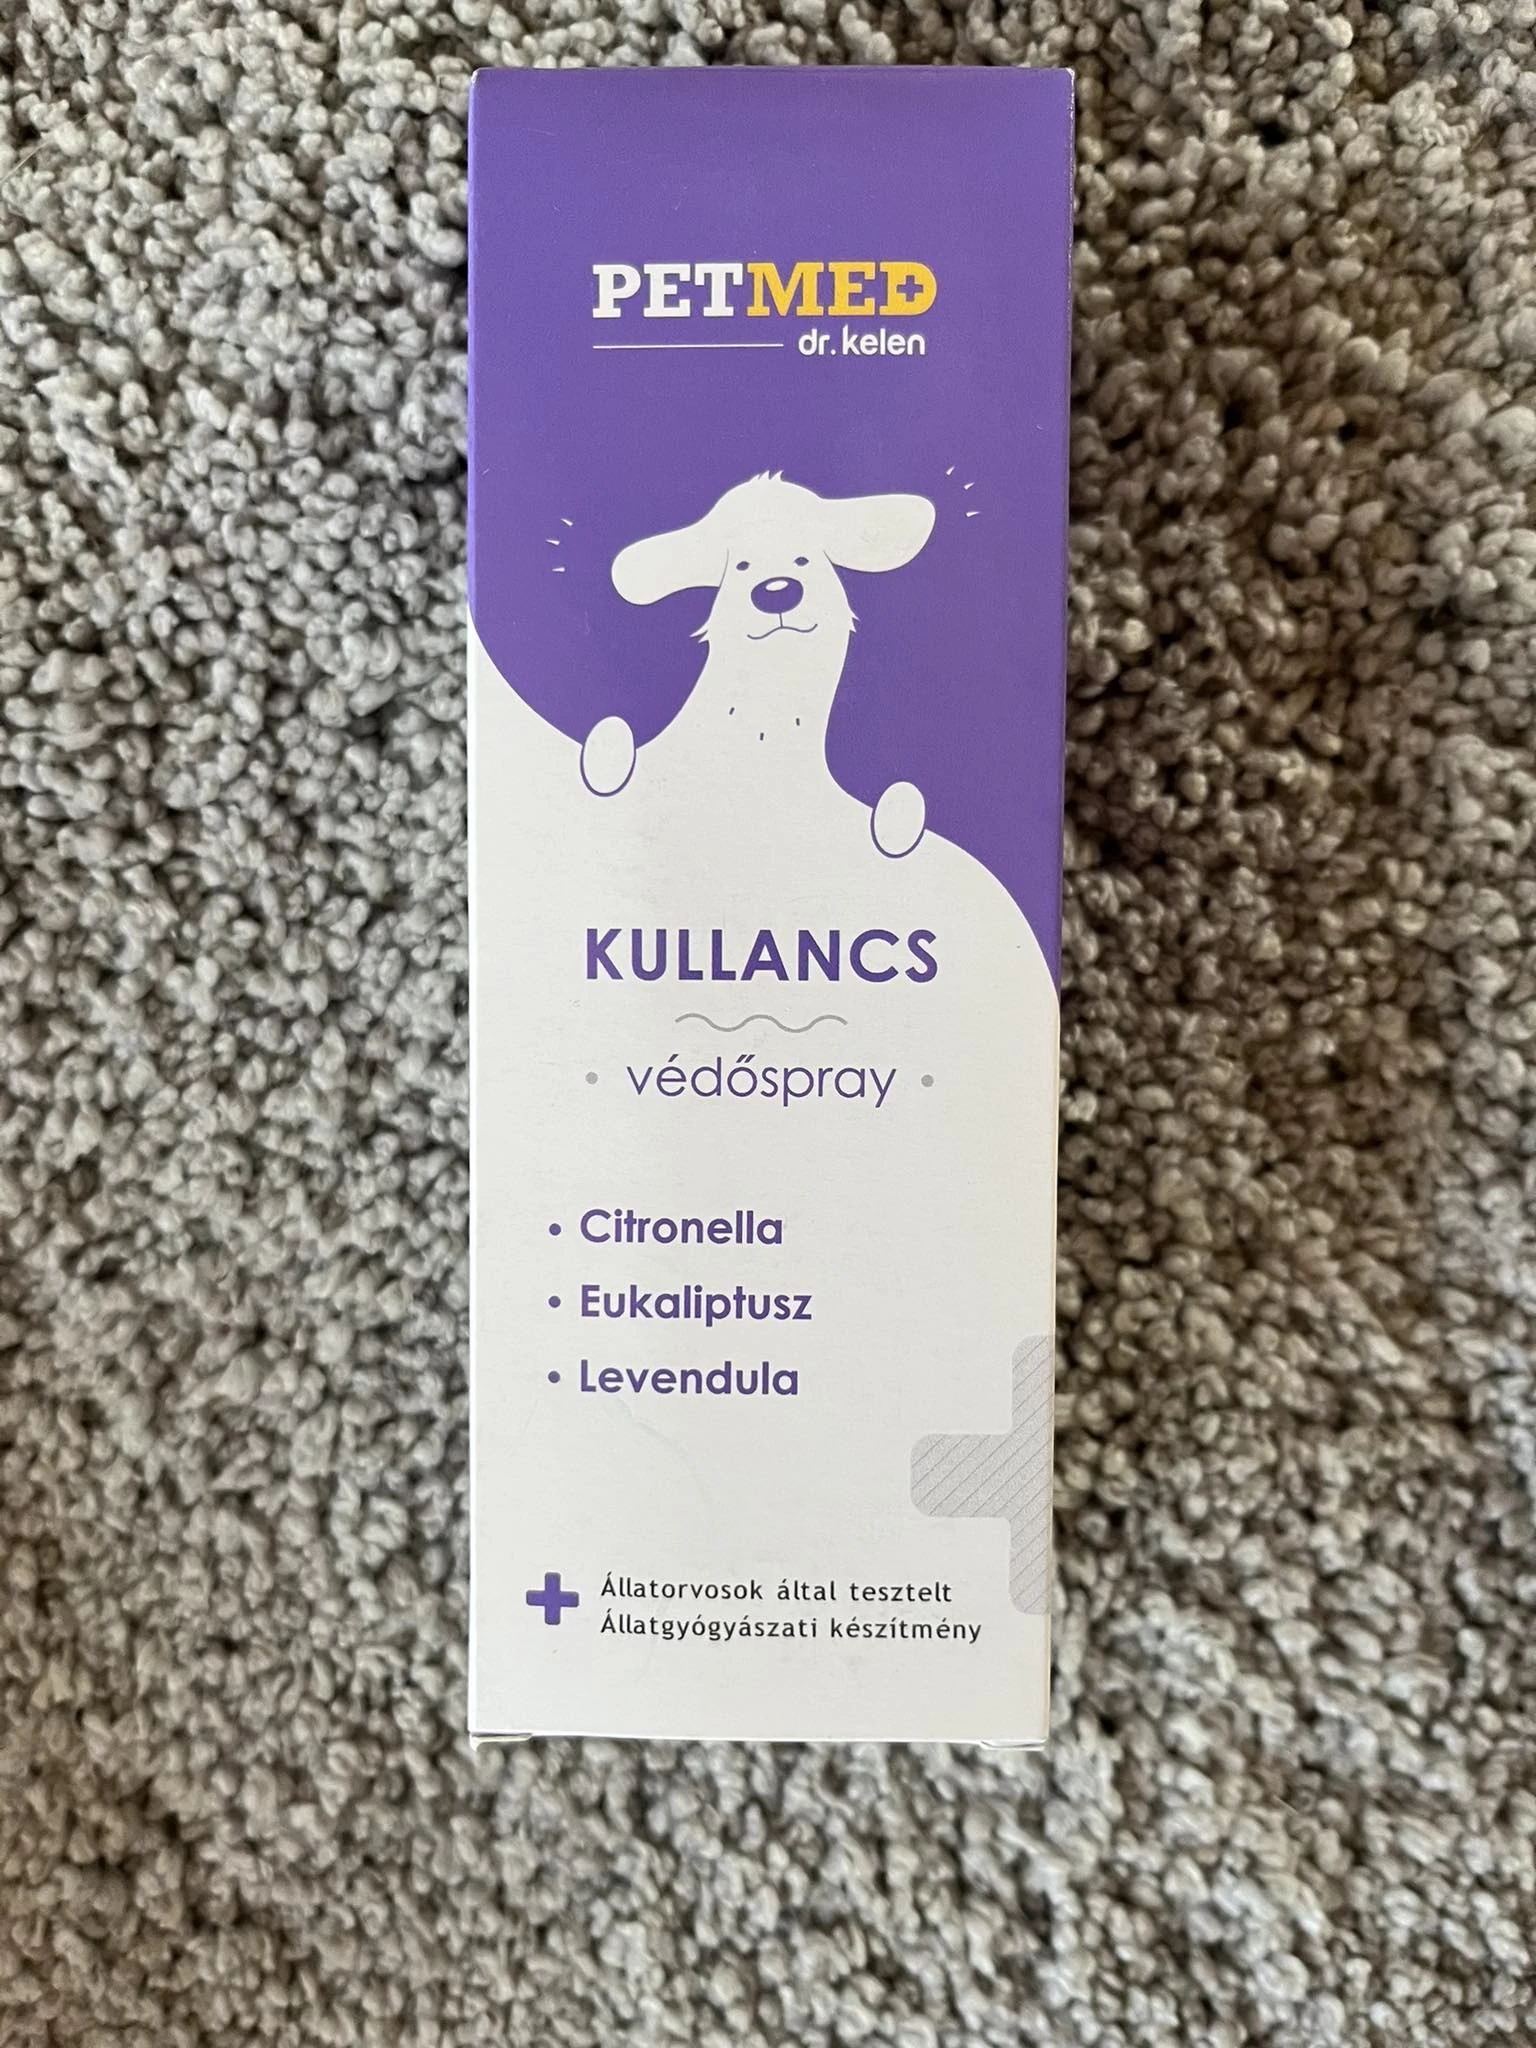 PETMED
dr. kelen
KULLANCS
• védőspray •
• Citronella
• Eukaliptusz
• Levendula
Állatorvosok által tesztelt
Állatgyógyászati készítmény